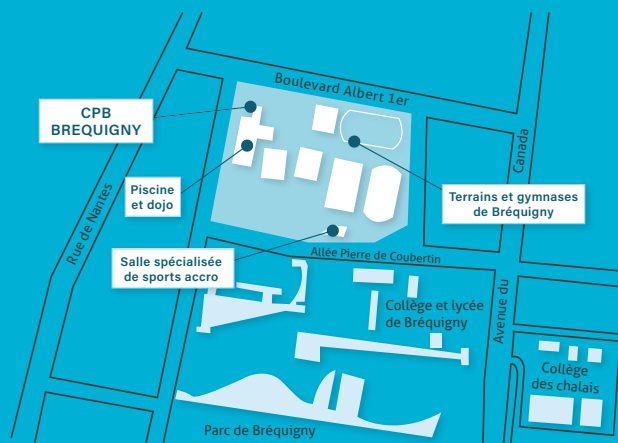 Boulevard Albert 1er
CPB
BREQUIGNY
Canada
Piscine
et dojo
Terrains et gymnases
de Bréquigny
Rue de Nantes
Salle spécialisée
de sports accro
Allée Pierre de Coubertin
Avenue du
Collège et lycée
de Bréquigny
Collège
des chalais
Parc de Bréquigny